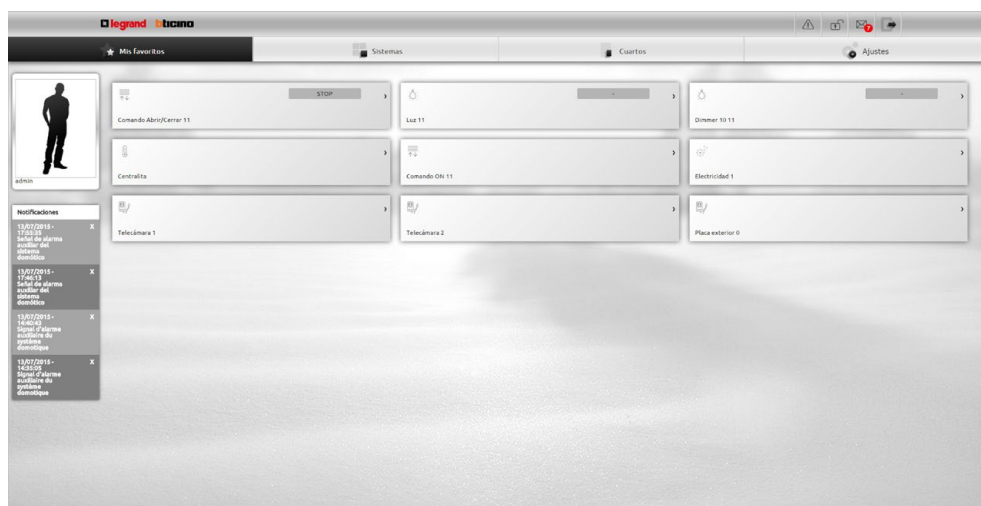 legrand bticino
7
Mis favoritos
Sistemas
Cuartos
Ajustes
STOP
Comando Abrir/Cerrar 11
-
Luz 11
-
Dimmer 10 11
Centralita
Comando ON 11
Electricidad 1
Telecámara 1
Telecámara 2
Placa exterior 0
admin
Notificaciones
13/07/2015 - X
17:53:35
Señal de alarma
auxiliar del
sistema
domótico
13/07/2015 - X
17:46:13
Señal de alarma
auxiliar del
sistema
domótico
13/07/2015 - X
14:40:43
Signal d'alarme
auxiliaire du
système
domotique
13/07/2015 - X
14:35:05
Signal d'alarme
auxiliaire du
système
domotique